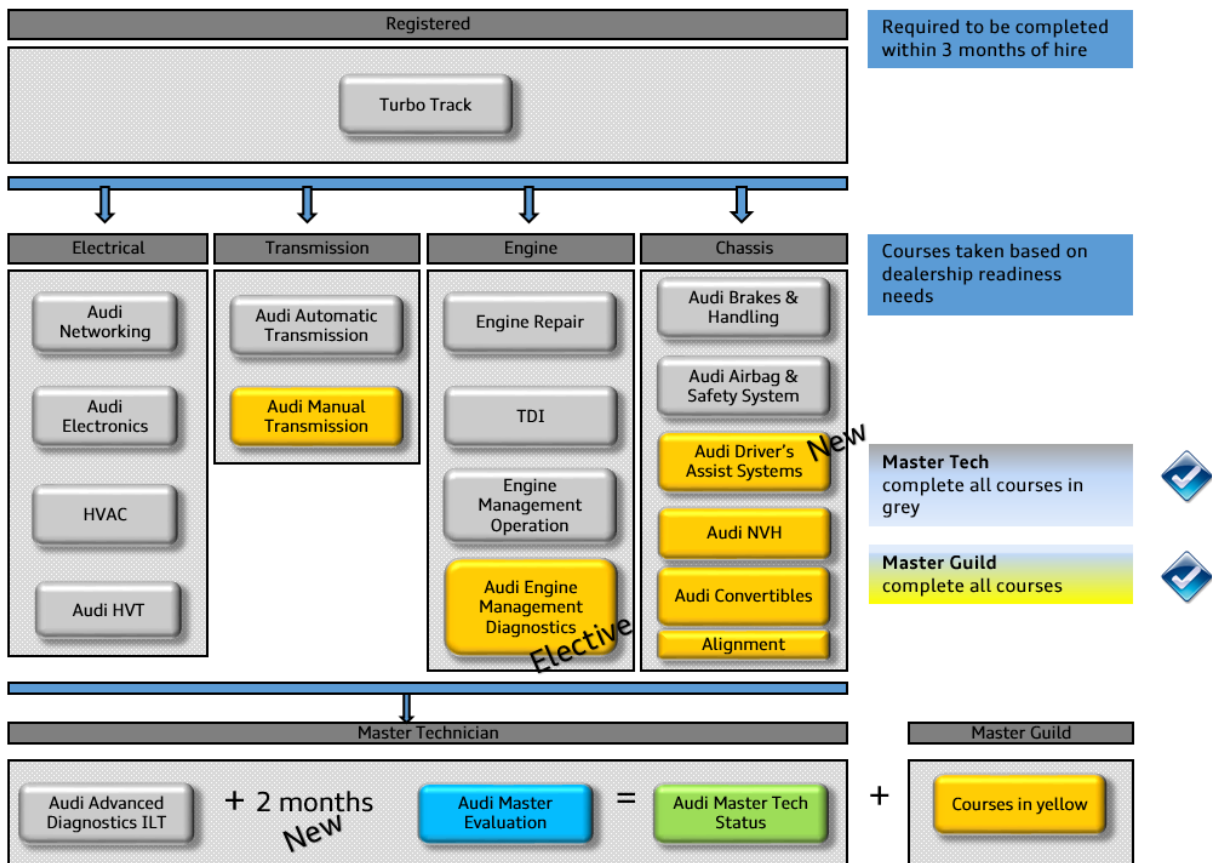 Registered
Required to be completed
within 3 months of hire
Turbo Track
Electrical
Transmission
Engine
Chassis
Courses taken based on
dealership readiness
needs
Audi
Networking
Audi
Electronics
HVAC
Audi HVT
Audi Automatic
Transmission
Audi Manual
Transmission
Engine Repair
TDI
Engine
Management
Operation
Audi Engine
Management
Diagnostics
Elective
Audi Brakes &
Handling
Audi Airbag &
Safety System
Audi Driver's
Assist Systems
New
Audi NVH
Audi Convertibles
Alignment
Master Tech
complete all courses in
grey
Master Guild
complete all courses
Master Technician
Master Guild
Audi Advanced
Diagnostics ILT
+ 2 months
New
Audi Master
Evaluation
=
Audi Master Tech
Status
+
Courses in yellow